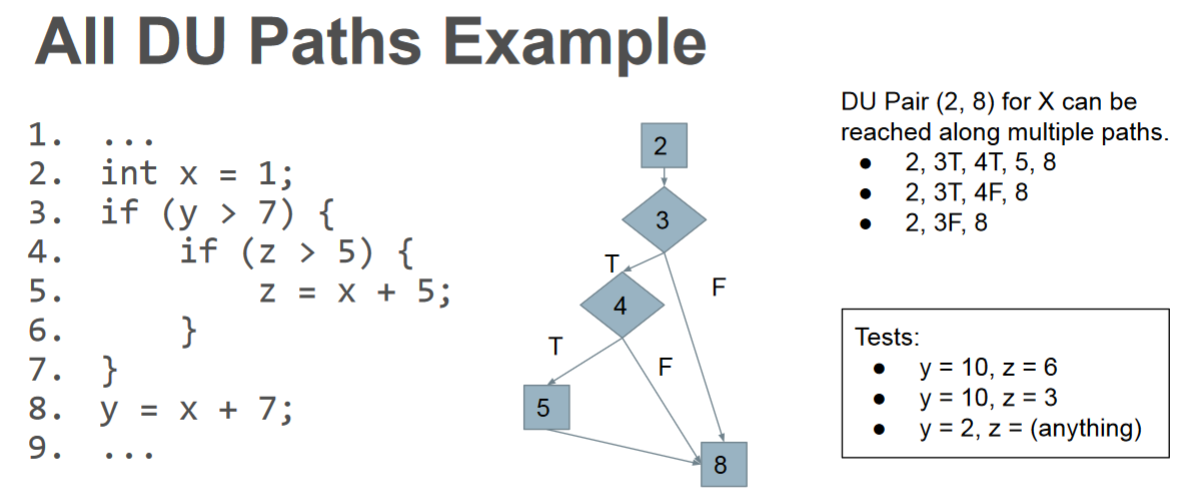 All DU Paths Example
1. ...
2. int x = 1;
3. if (y > 7) {
4. if (z > 5) {
5. z = x + 5;
6. }
7. }
8. y = x + 7;
9. ...
2
3
T
F
4
T
F
5
8
DU Pair (2, 8) for X can be
reached along multiple paths.
● 2, 3T, 4T, 5, 8
● 2, 3T, 4F, 8
● 2, 3F, 8
Tests:
● y = 10, z = 6
● y = 10, z = 3
● y = 2, z = (anything)